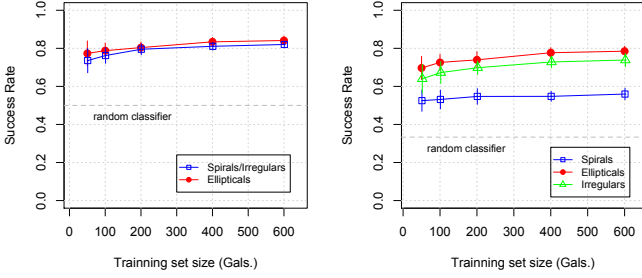 Success Rate
1.0
0.8
0.6
0.4
0.2
0.0
random classifier
Spirals/Irregulars
Ellipticals
0 100 200 300 400 500 600
Trainning set size (Gals.)
Success Rate
1.0
0.8
0.6
0.4
0.2
0.0
random classifier
Spirals
Ellipticals
Irregulars
0 100 200 300 400 500 600
Trainning set size (Gals.)